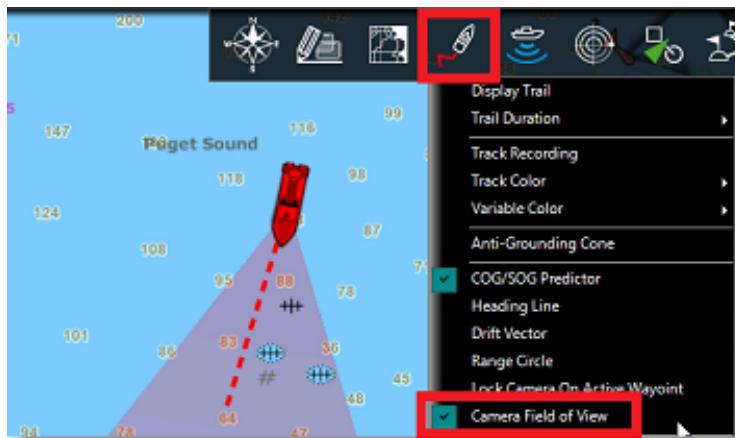 200
142
71
S
147
Puget Sound
116
99
118
98
124
87
108
71
95
88
78
101
83
86
36
45
48
94
78
64
47
Display Trail
Trail Duration
Track Recording
Track Color
Variable Color
Anti-Grounding Cone
COG/SOG Predictor
Heading Line
Drift Vector
Range Circle
Lock Camera On Active Wayoint
Camera Field of View